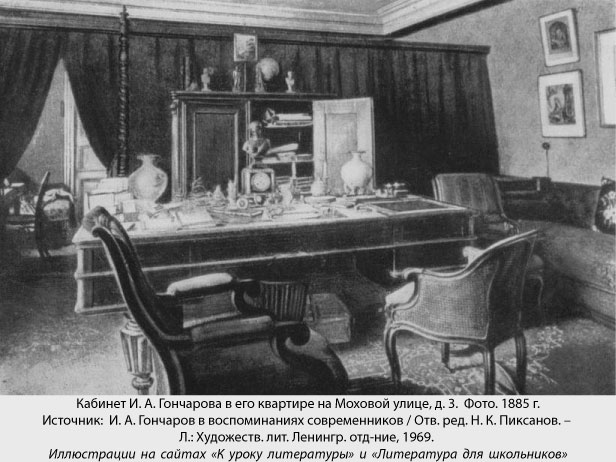 Кабинет И. А. Гончарова в его квартире на Моховой улице, д. 3. Фото. 1885 г.
Источник: И. А. Гончаров в воспоминаниях современников / Отв. ред. Н. К. Пиксанов. –
Л.: Художеств. лит. Ленингр. отд-ние, 1969.
Иллюстрации на сайтах «К уроку литературы» и «Литература для школьников»